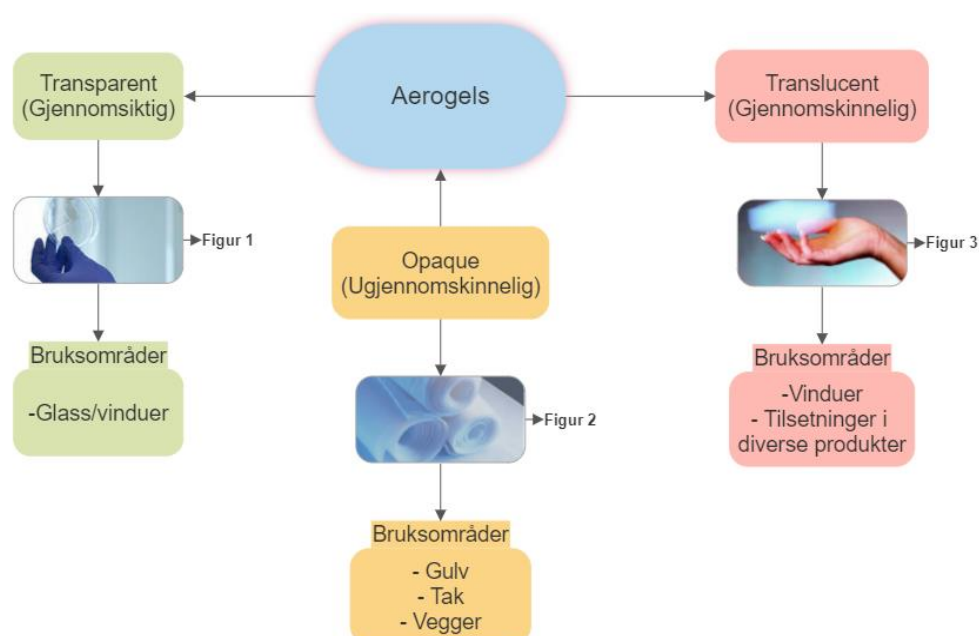 Aerogels
Transparent
(Gjennomsiktig)
Figur 1
Bruksområder
-Glass/vinduer
Opaque
(Ugjennomskinnelig)
Figur 2
Bruksområder
- Gulv
- Tak
- Vegger
Translucent
(Gjennomskinnelig)
Figur 3
Bruksområder
-Vinduer
- Tilsetninger i
diverse produkter